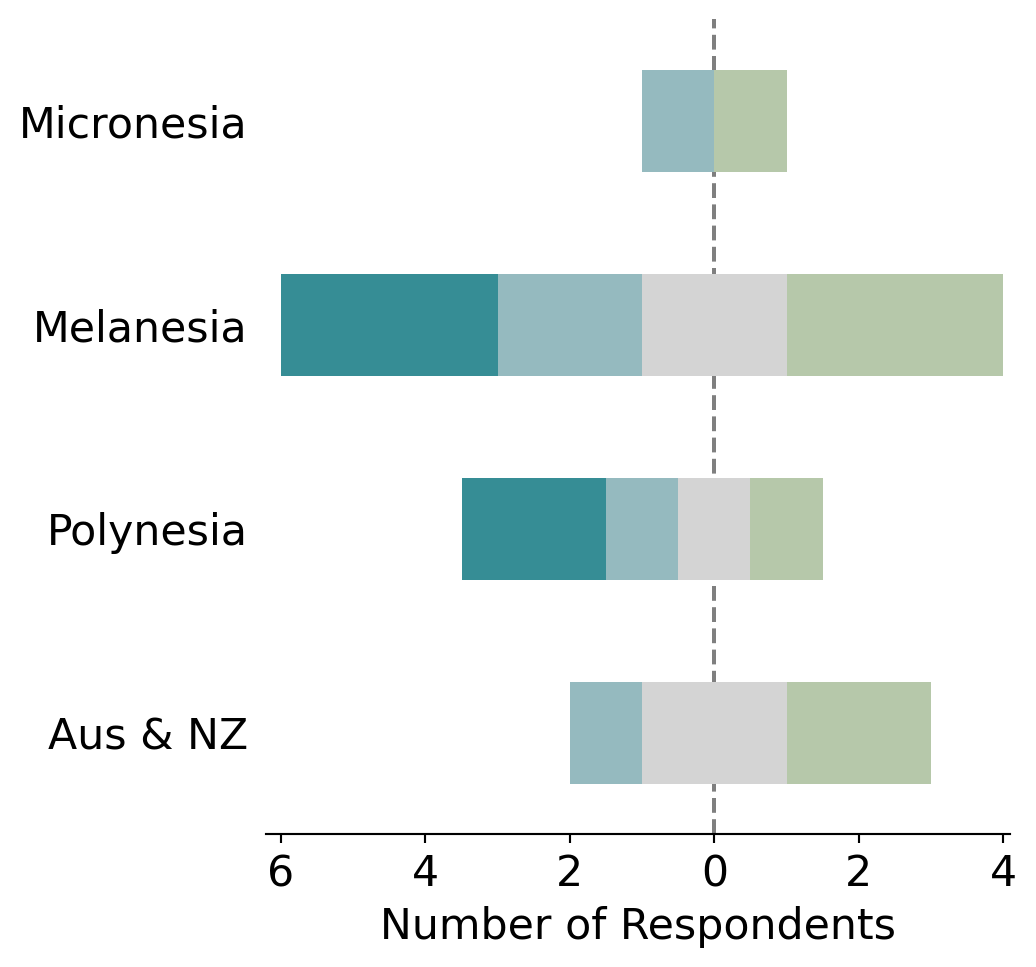 Micronesia
Melanesia
Polynesia
Aus & NZ
6 4 2 0 2 4
Number of Respondents